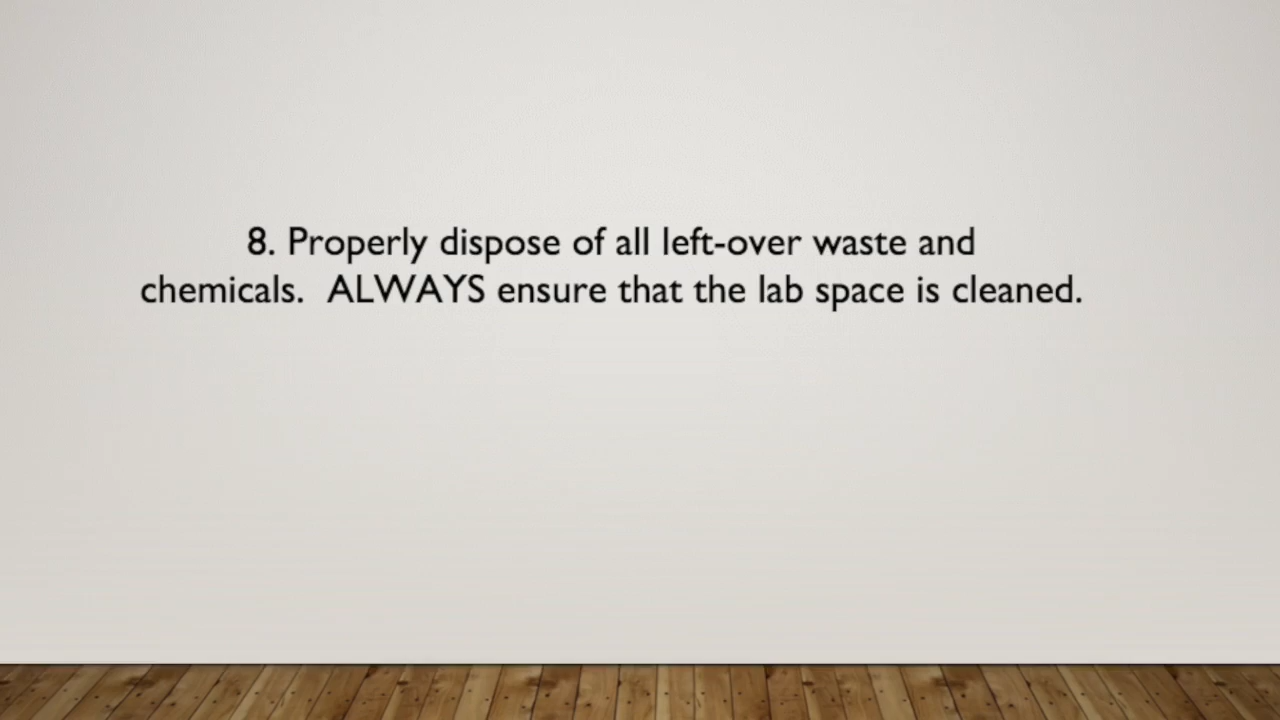 8. Properly dispose of all left-over waste and
chemicals.  ALWAYS ensure that the lab space is cleaned.